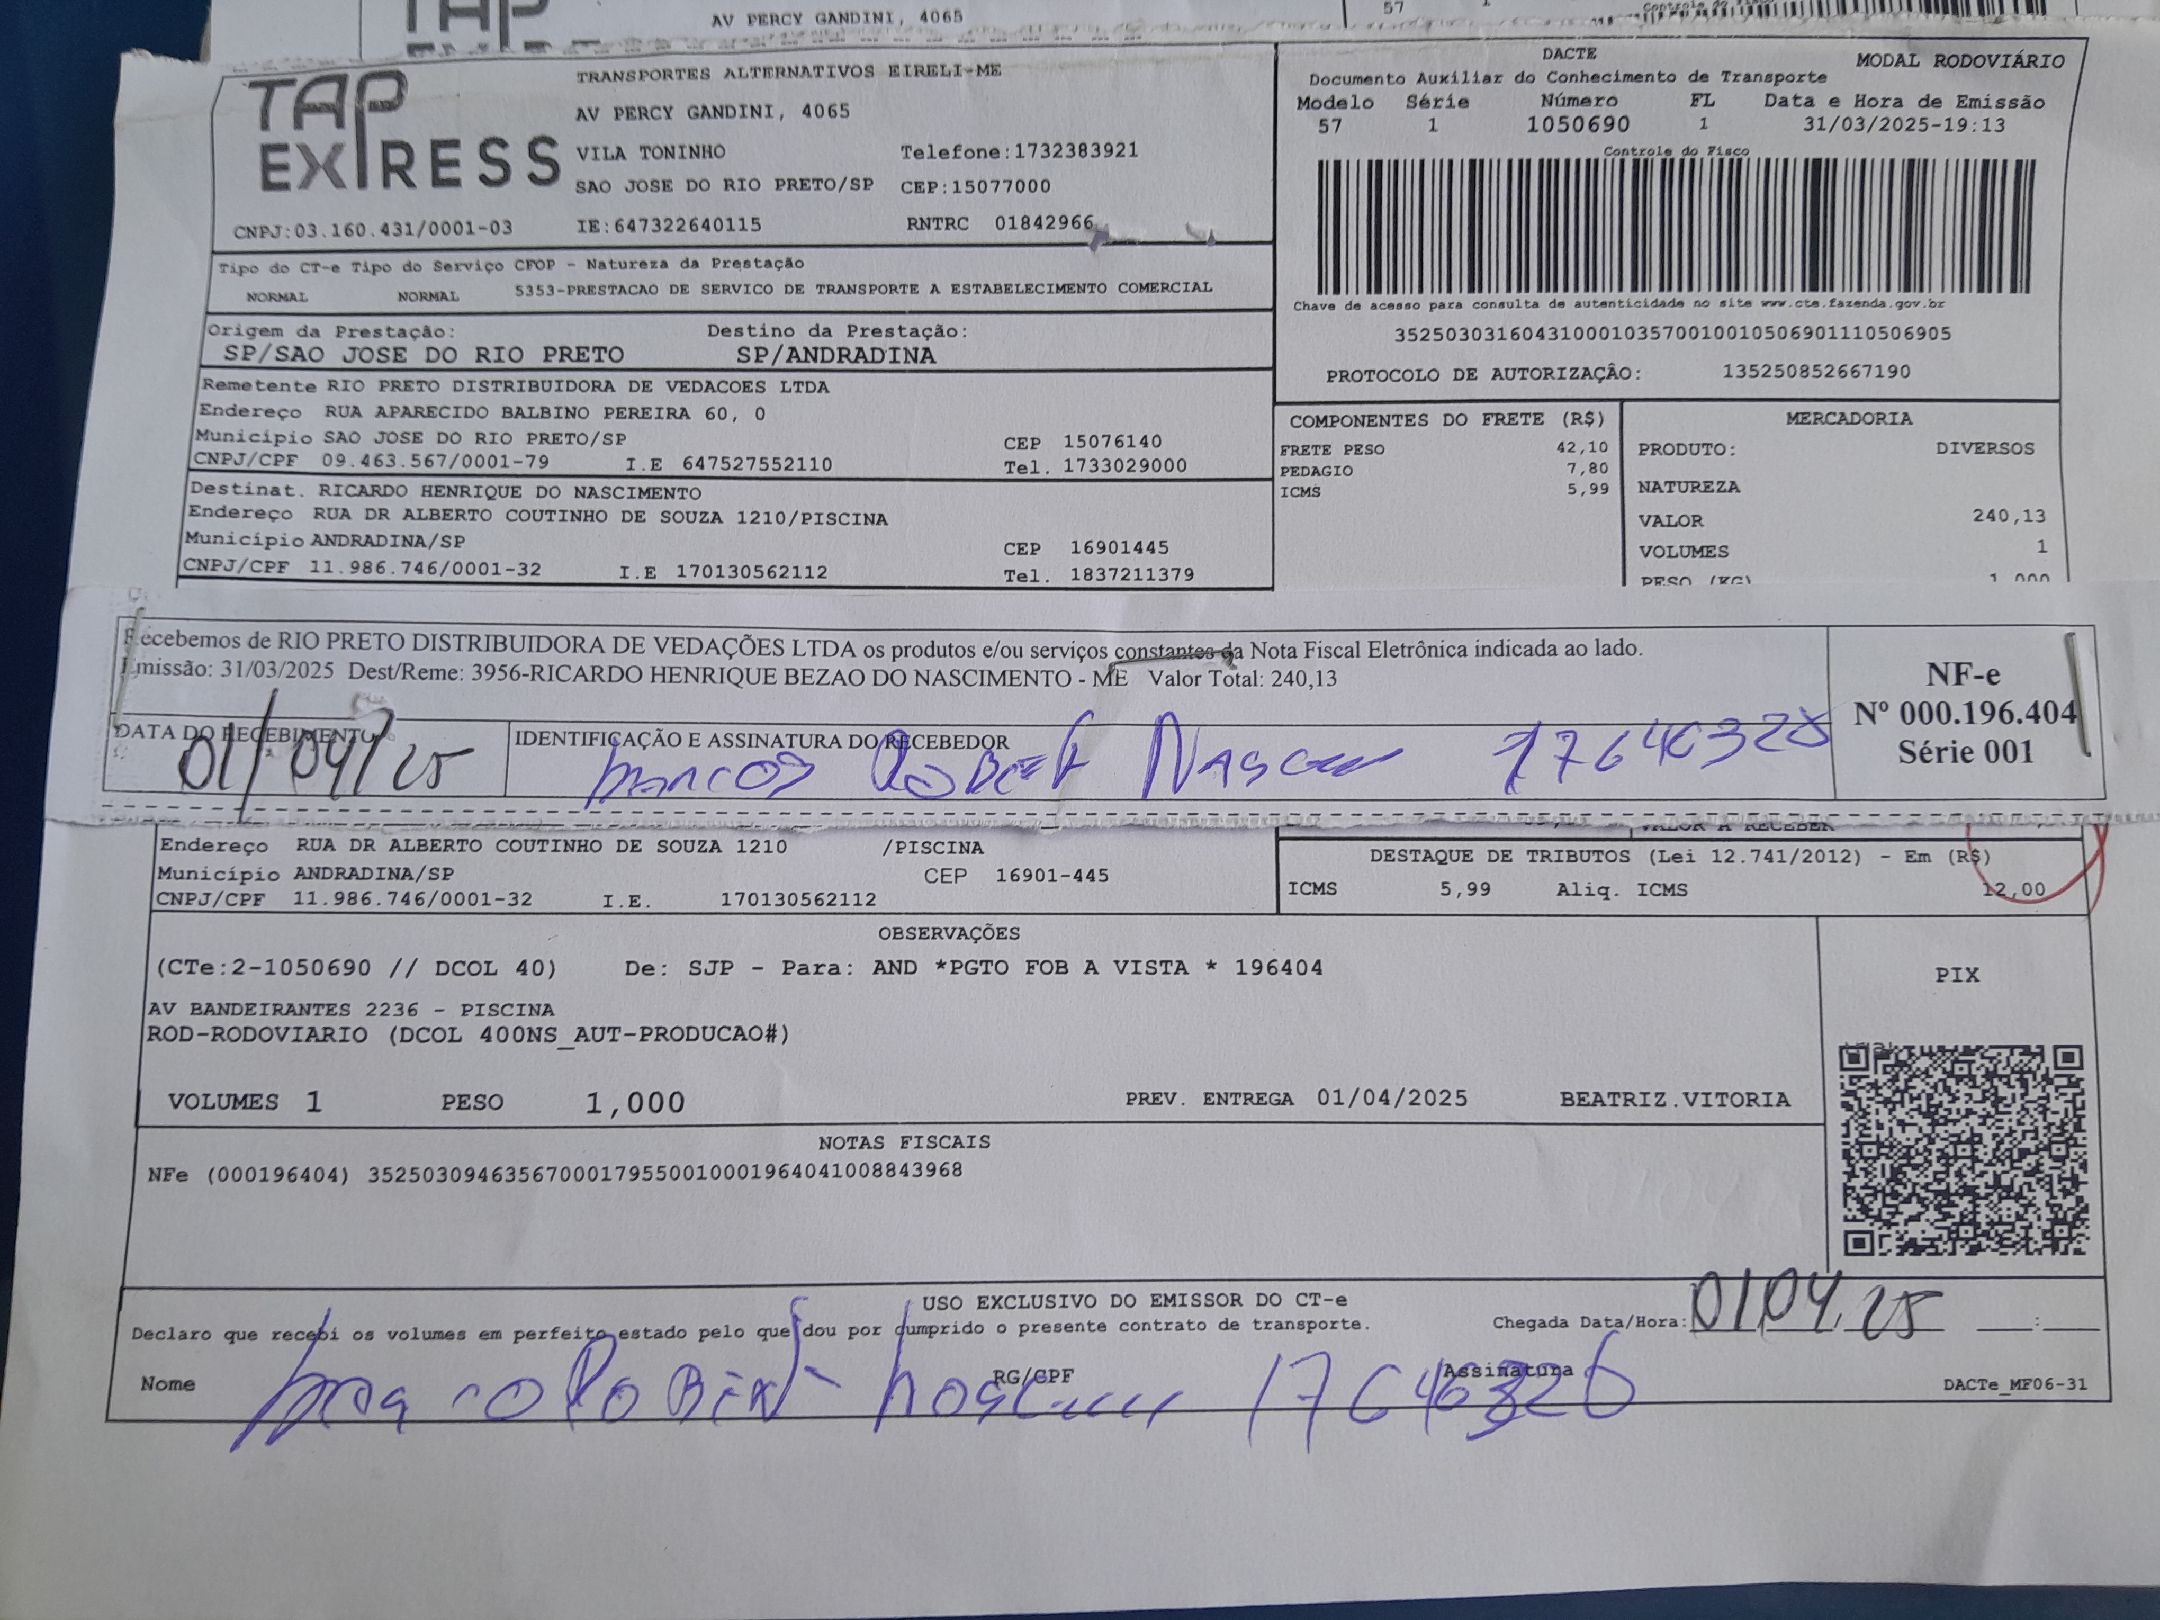 AV PERCY GANDINI, 4065
57
TAP
EXPRESS
TRANSPORTES ALTERNATIVOS EIRELI-ME
AV PERCY GANDINI, 4065
VILA TONINHO Telefone:1732383921
SAO JOSE DO RIO PRETO/SP CEP:15077000
CNPJ:03.160.431/0001-03 IE:647322640115 RNTRC 01842966
DACTE MODAL RODOVIÁRIO
Documento Auxiliar do Conhecimento de Transporte
Modelo Série Número FL Data e Hora de Emissão
57 1 1050690 1 31/03/2025-19:13
Controle do Fisco
Chave de acesso para consulta de autenticidade no site www.cte.fazenda.gov.br
35250303160431000103570010010506901110506905
PROTOCOLO DE AUTORIZAÇÃO: 135250852667190
Tipo do CT-e Tipo do Serviço CFOP - Natureza da Prestação
NORMAL NORMAL 5353-PRESTACAO DE SERVICO DE TRANSPORTE A ESTABELECIMENTO COMERCIAL
Origem da Prestação: Destino da Prestação:
SP/SAO JOSE DO RIO PRETO SP/ANDRADINA
Remetente RIO PRETO DISTRIBUIDORA DE VEDACOES LTDA
Endereço RUA APARECIDO BALBINO PEREIRA 60, 0
Município SAO JOSE DO RIO PRETO/SP CEP 15076140
CNPJ/CPF 09.463.567/0001-79 I.E 647527552110 Tel. 1733029000
Destinat. RICARDO HENRIQUE DO NASCIMENTO
Endereço RUA DR ALBERTO COUTINHO DE SOUZA 1210/PISCINA
Município ANDRADINA/SP CEP 16901445
CNPJ/CPF 11.986.746/0001-32 I.E 170130562112 Tel. 1837211379
COMPONENTES DO FRETE (R$)
FRETE PESO 42,10
PEDAGIO 7,80
ICMS 5,99
MERCADORIA
PRODUTO: DIVERSOS
NATUREZA
VALOR 240,13
VOLUMES 1
PESO (KG) 1,000
Recebemos de RIO PRETO DISTRIBUIDORA DE VEDAÇÕES LTDA os produtos e/ou serviços constantes da Nota Fiscal Eletrônica indicada ao lado.
Emissão: 31/03/2025 Dest/Reme: 3956-RICARDO HENRIQUE BEZAO DO NASCIMENTO - ME Valor Total: 240,13
DATA DO RECEBIMENTO IDENTIFICAÇÃO E ASSINATURA DO RECEBEDOR
01/04/25 Marcos
NF-e
Nº 000.196.404
Série 001
VALOR A RECEBER
Endereço RUA DR ALBERTO COUTINHO DE SOUZA 1210 /PISCINA
Município ANDRADINA/SP CEP 16901-445
CNPJ/CPF 11.986.746/0001-32 I.E. 170130562112
DESTAQUE DE TRIBUTOS (Lei 12.741/2012) - Em (R$)
ICMS 5,99 Aliq. ICMS 12,00
OBSERVAÇÕES
(CTe:2-1050690 // DCOL 40) De: SJP - Para: AND *PGTO FOB A VISTA * 196404
AV BANDEIRANTES 2236 - PISCINA
ROD-RODOVIARIO (DCOL 400NS_AUT-PRODUCAO#)
VOLUMES 1 PESO 1,000 PREV. ENTREGA 01/04/2025 BEATRIZ.VITORIA
PIX
NOTAS FISCAIS
NFe (000196404) 35250309463567000179550010001964041008843968
USO EXCLUSIVO DO EMISSOR DO CT-e
Declaro que recebi os volumes em perfeito estado pelo que dou por cumprido o presente contrato de transporte.
Chegada Data/Hora: 01 04 25 :
Nome RG/CPF Assinatura
DACTe_MF06-31